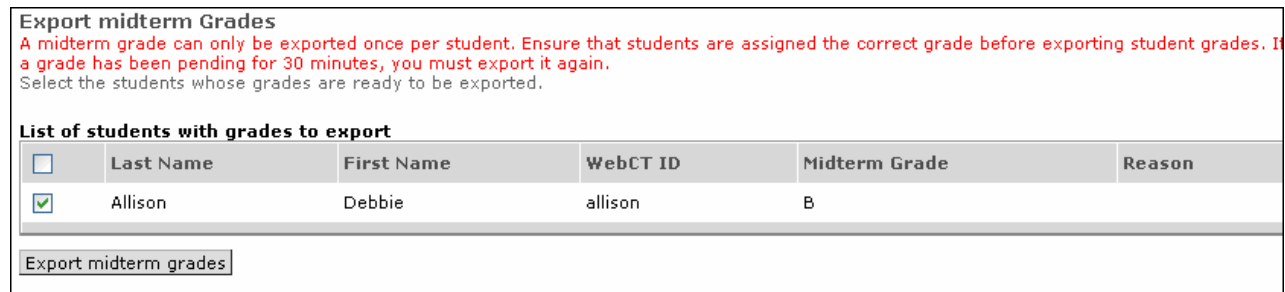 Export midterm Grades
A midterm grade can only be exported once per student. Ensure that students are assigned the correct grade before exporting student grades. If
a grade has been pending for 30 minutes, you must export it again.
Select the students whose grades are ready to be exported.
List of students with grades to export
Last Name First Name WebCT ID Midterm Grade Reason
Allison Debbie allison B
Export midterm grades